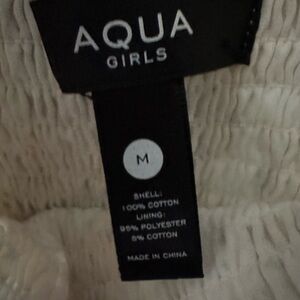 AQUA
GIRLS
M
SHELL:
100% COTTON
LINING:
95% POLYESTER
5% COTTON
MADE IN CHINA